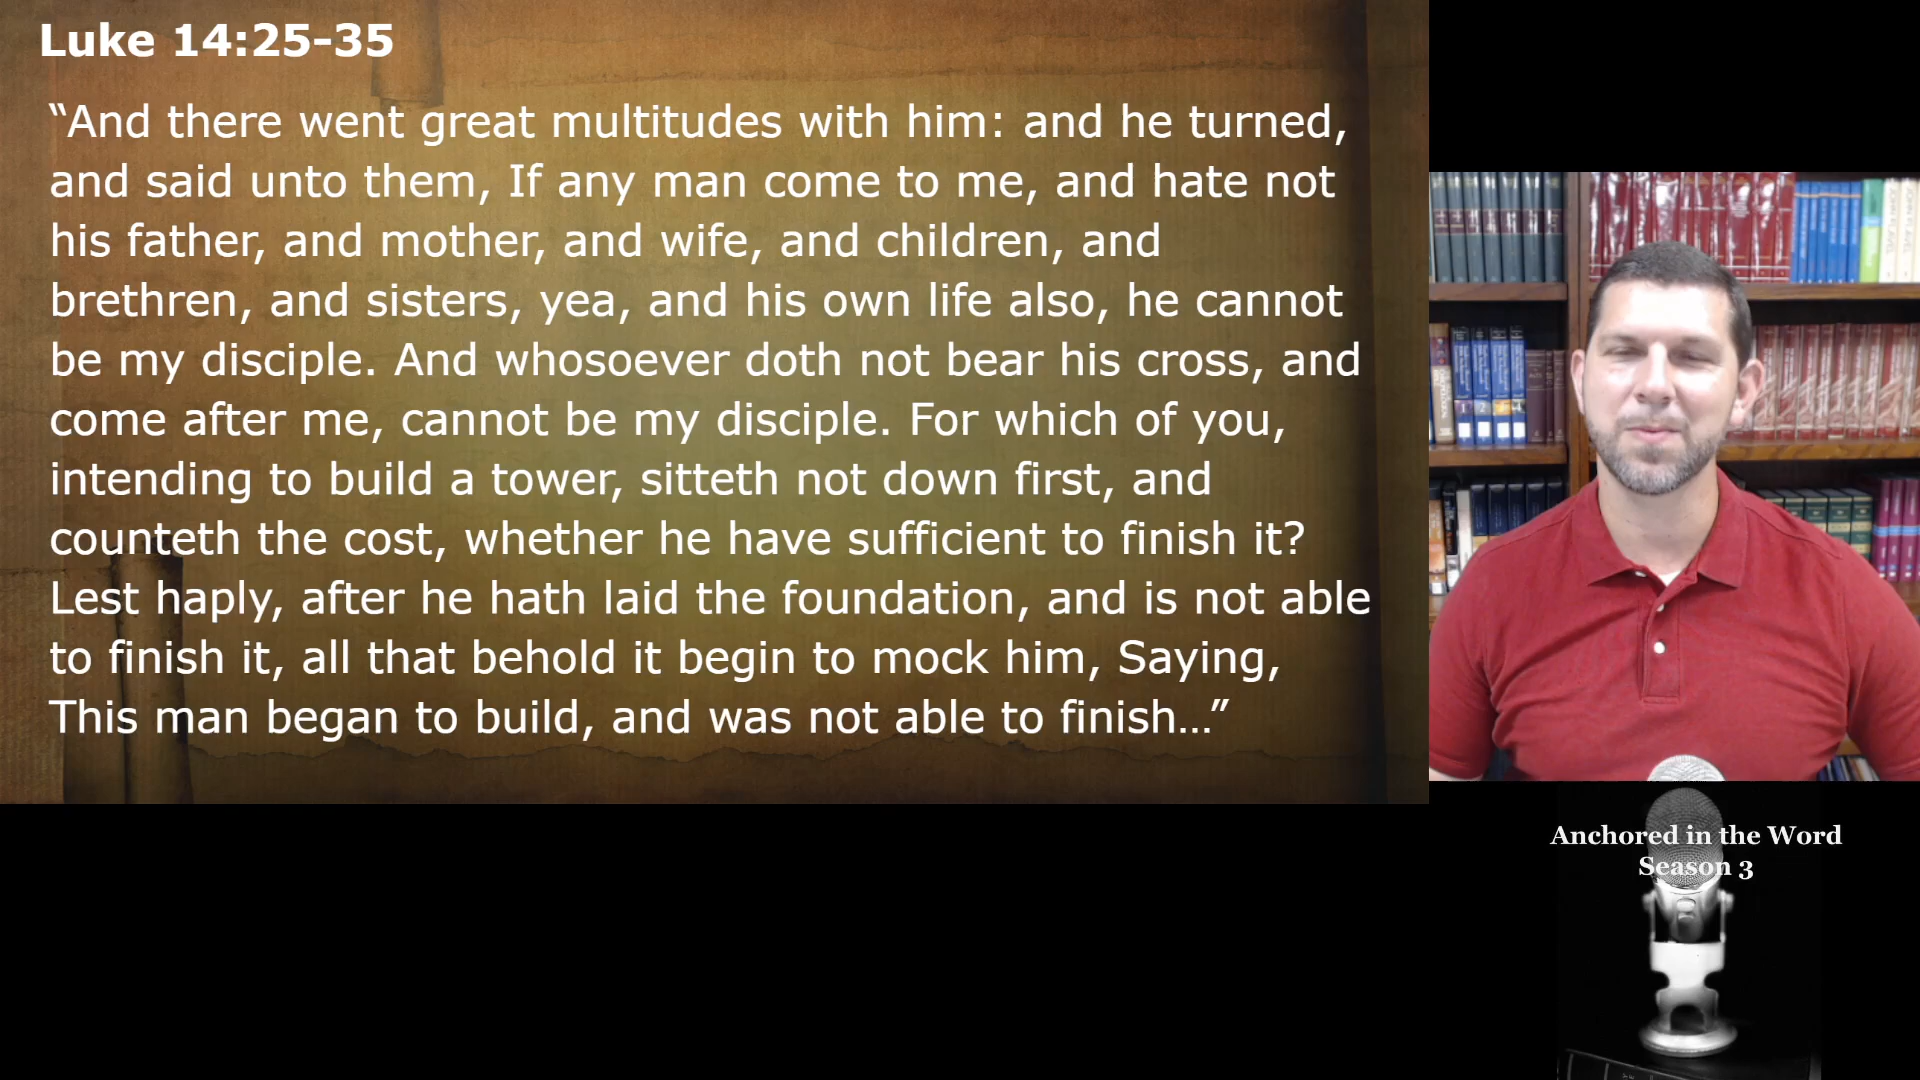 Luke 14:25-35
“And there went great multitudes with him: and he turned,
and said unto them, If any man come to me, and hate not
his father, and mother, and wife, and children, and
brethren, and sisters, yea, and his own life also, he cannot
be my disciple. And whosoever doth not bear his cross, and
come after me, cannot be my disciple. For which of you,
intending to build a tower, sitteth not down first, and
counteth the cost, whether he have sufficient to finish it?
Lest haply, after he hath laid the foundation, and is not able
to finish it, all that behold it begin to mock him, Saying,
This man began to build, and was not able to finish…”
Anchored in the Word
Season 3